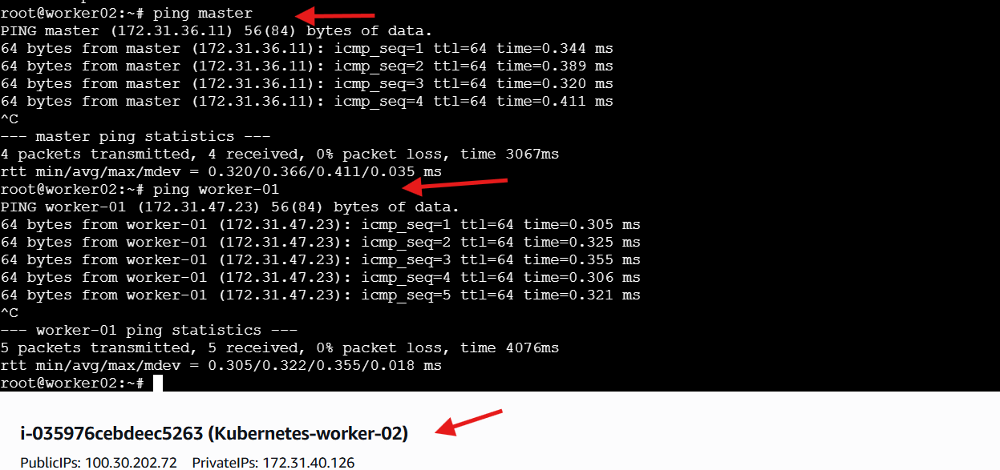 root@worker02:~# ping master
PING master (172.31.36.11) 56(84) bytes of data.
64 bytes from master (172.31.36.11): icmp_seq=1 ttl=64 time=0.344 ms
64 bytes from master (172.31.36.11): icmp_seq=2 ttl=64 time=0.389 ms
64 bytes from master (172.31.36.11): icmp_seq=3 ttl=64 time=0.320 ms
64 bytes from master (172.31.36.11): icmp_seq=4 ttl=64 time=0.411 ms
^C
--- master ping statistics ---
4 packets transmitted, 4 received, 0% packet loss, time 3067ms
rtt min/avg/max/mdev = 0.320/0.366/0.411/0.035 ms
root@worker02:~# ping worker-01
PING worker-01 (172.31.47.23) 56(84) bytes of data.
64 bytes from worker-01 (172.31.47.23): icmp_seq=1 ttl=64 time=0.305 ms
64 bytes from worker-01 (172.31.47.23): icmp_seq=2 ttl=64 time=0.325 ms
64 bytes from worker-01 (172.31.47.23): icmp_seq=3 ttl=64 time=0.355 ms
64 bytes from worker-01 (172.31.47.23): icmp_seq=4 ttl=64 time=0.306 ms
64 bytes from worker-01 (172.31.47.23): icmp_seq=5 ttl=64 time=0.321 ms
^C
--- worker-01 ping statistics ---
5 packets transmitted, 5 received, 0% packet loss, time 4076ms
rtt min/avg/max/mdev = 0.305/0.322/0.355/0.018 ms
root@worker02:~#
i-035976cebdeec5263 (Kubernetes-worker-02)
PublicIPs: 100.30.202.72 PrivateIPs: 172.31.40.126